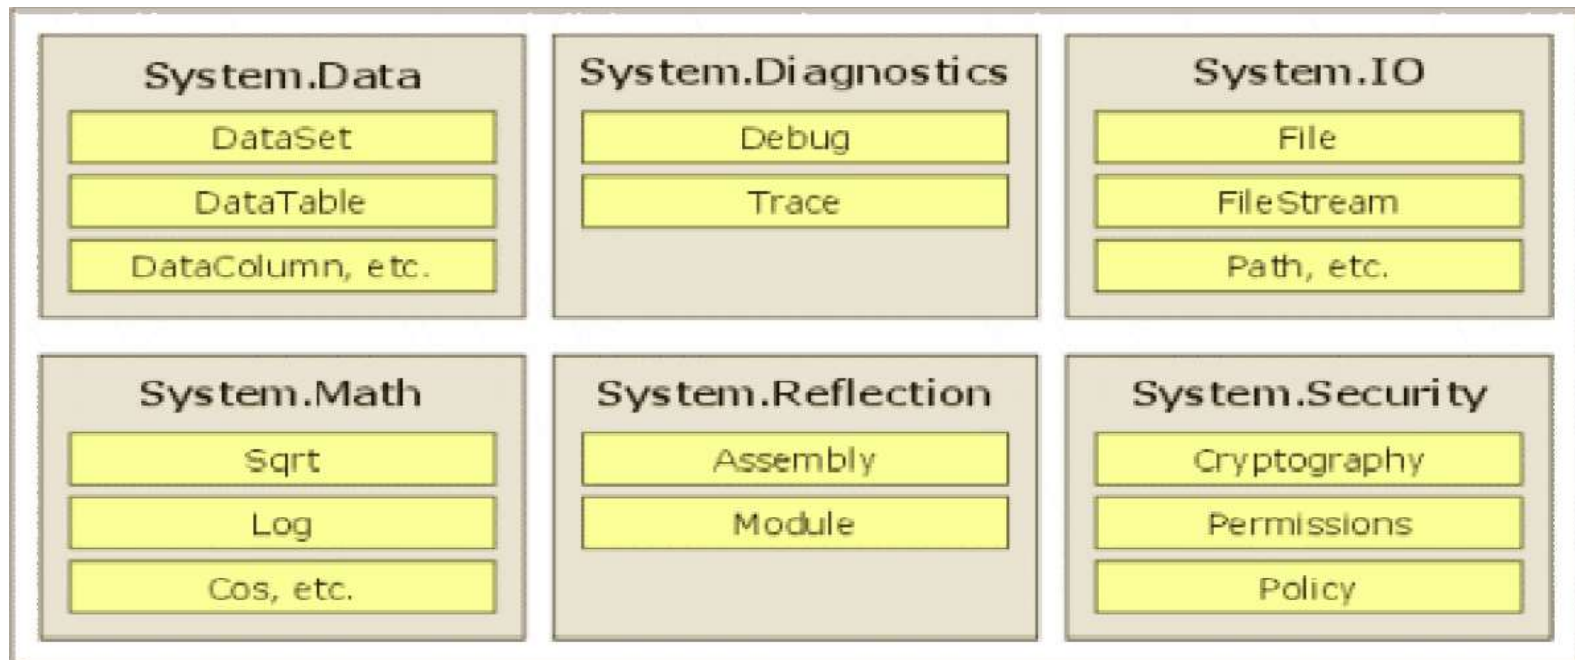 System.Data
DataSet
DataTable
DataColumn, etc.
System.Diagnostics
Debug
Trace
System.IO
File
FileStream
Path, etc.
System.Math
Sqrt
Log
Cos, etc.
System.Reflection
Assembly
Module
System.Security
Cryptography
Permissions
Policy